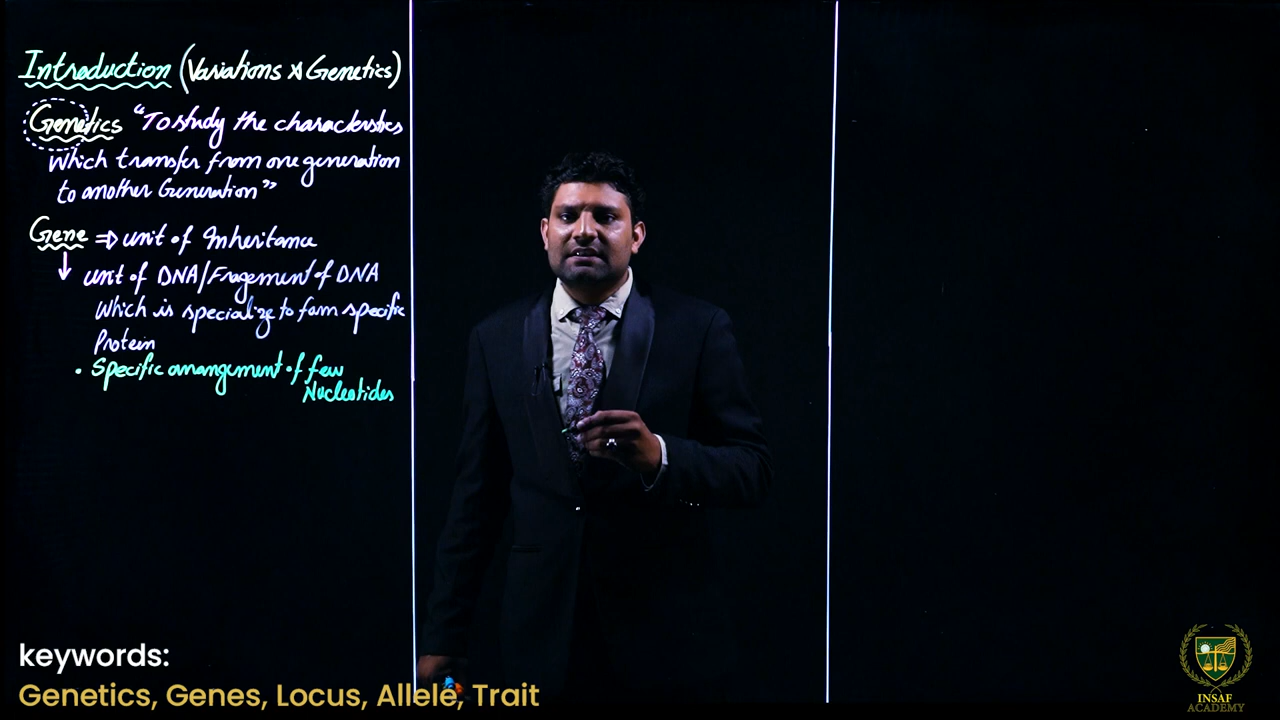 Introduction (Variations & Genetics)
Genetics "To study the characterstics
Which transfer from one generation
to another Generation"
Gene ⇒ unit of Inheritance
↓ unit of DNA/Fragement of DNA
Which is specialize to form specific
Protein
• Specific arrangement of few
Nucleotides
keywords:
Genetics, Genes, Locus, Allele, Trait
INSAF
ACADEMY